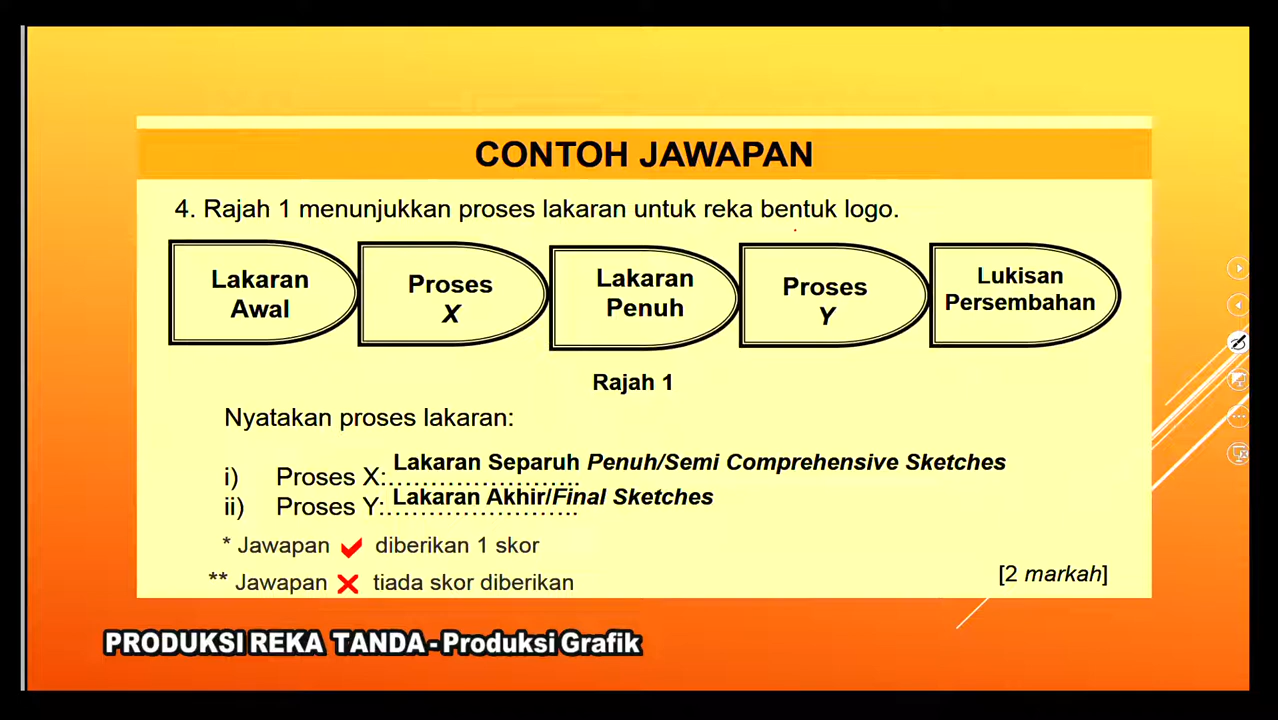 CONTOH JAWAPAN
4. Rajah 1 menunjukkan proses lakaran untuk reka bentuk logo.
Lakaran
Awal
Proses
X
Lakaran
Penuh
Proses
Y
Lukisan
Persembahan
Rajah 1
Nyatakan proses lakaran:
i) Proses X:....................... Lakaran Separuh Penuh/Semi Comprehensive Sketches
ii) Proses Y:....................... Lakaran Akhir/Final Sketches
* Jawapan ✓ diberikan 1 skor
** Jawapan ✗ tiada skor diberikan
[2 markah]
PRODUKSI REKA TANDA - Produksi Grafik